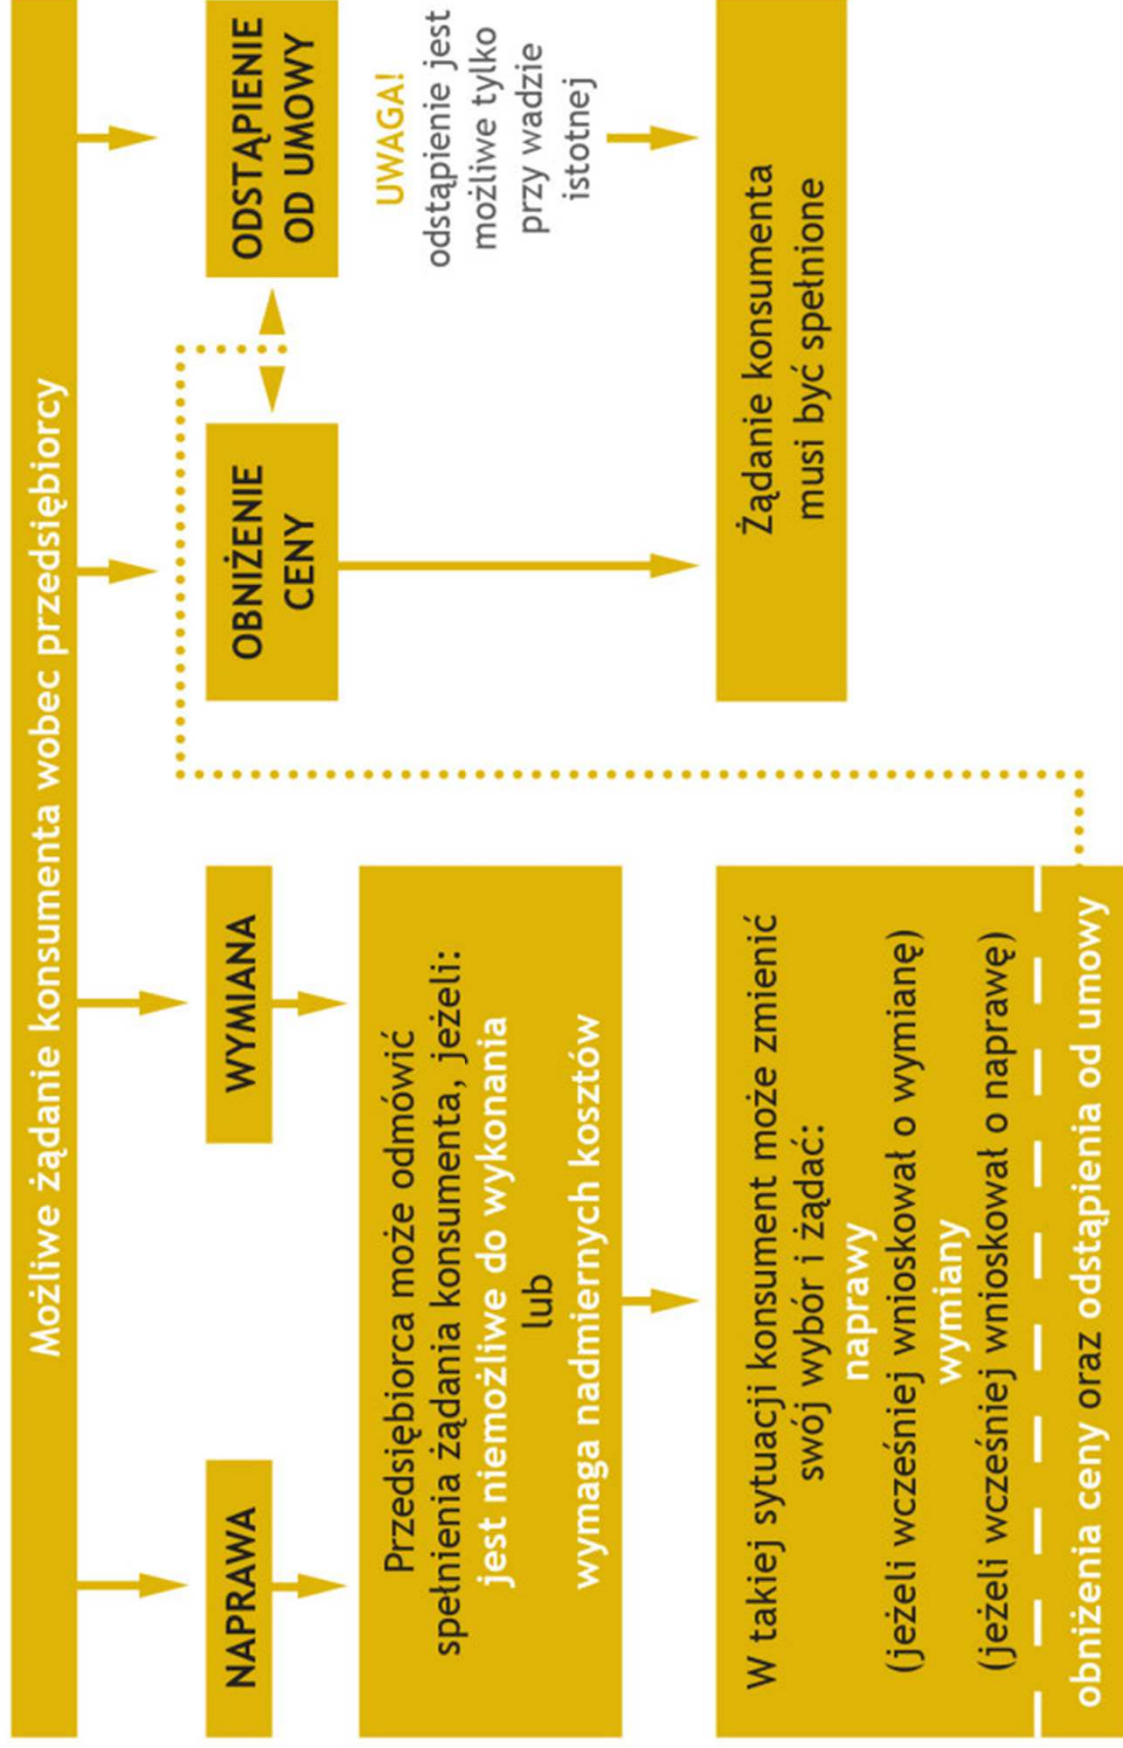 Możliwe żądanie konsumenta wobec przedsiębiorcy
NAPRAWA
WYMIANA
OBNIŻENIE
CENY
ODSTĄPIENIE
OD UMOWY
UWAGA!
odstąpienie jest
możliwe tylko
przy wadzie
istotnej
Przedsiębiorca może odmówić
spełnienia żądania konsumenta, jeżeli:
jest niemożliwe do wykonania
lub
wymaga nadmiernych kosztów
W takiej sytuacji konsument może zmienić
swój wybór i żądać:
naprawy
(jeżeli wcześniej wnioskował o wymianę)
wymiany
(jeżeli wcześniej wnioskował o naprawę)
obniżenia ceny oraz odstąpienia od umowy
Żądanie konsumenta
musi być spełnione